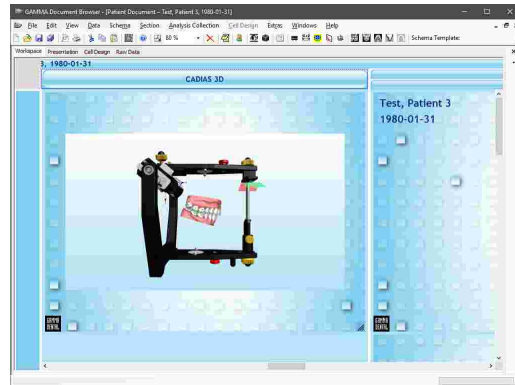 GAMMA Document Browser - [Patient Document - Test, Patient 3, 1980-01-31]
File Edit View Data Schema Section Analysis Collection Cell Design Extras Windows Help
80 % Schema Template:
Workspace Presentation Cell Design Raw Data
3, 1980-01-31
CADIAS 3D
Test, Patient 3
1980-01-31
GAMMA
DENTAL
GAMMA
DENTAL